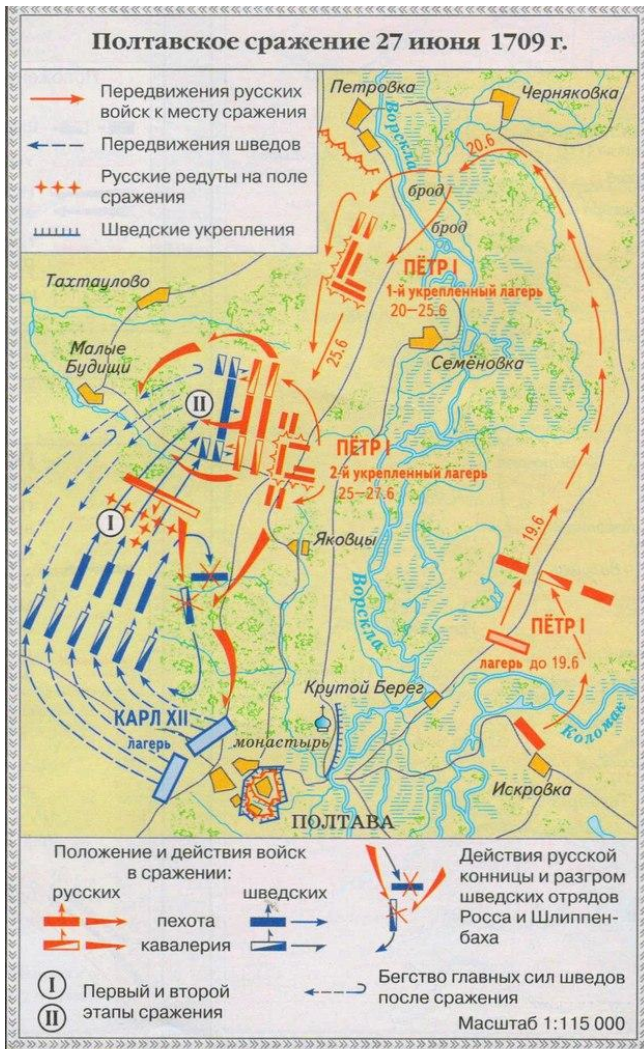 Полтавское сражение 27 июня 1709 г.
Передвижения русских
войск к месту сражения
Передвижения шведов
Русские редуты на поле
сражения
Шведские укрепления
Петровка
Черняковка
Ворскла
20.6
брод
брод
ПЁТР I
1-й укрепленный лагерь
20–25.6
25.6
Тахтаулово
Малые
Будищи
Семёновка
II
ПЁТР I
2-й укрепленный лагерь
25–27.6
I
Яковцы
Ворскла
19.6
ПЁТР I
лагерь до 19.6
Крутой Берег
Коломак
КАРЛ XII
лагерь
монастырь
Искровка
ПОЛТАВА
Положение и действия войск
в сражении:
русских
шведских
пехота
кавалерия
Действия русской
конницы и разгром
шведских отрядов
Росса и Шлиппен-
баха
I
II
Первый и второй
этапы сражения
Бегство главных сил шведов
после сражения
Масштаб 1:115 000